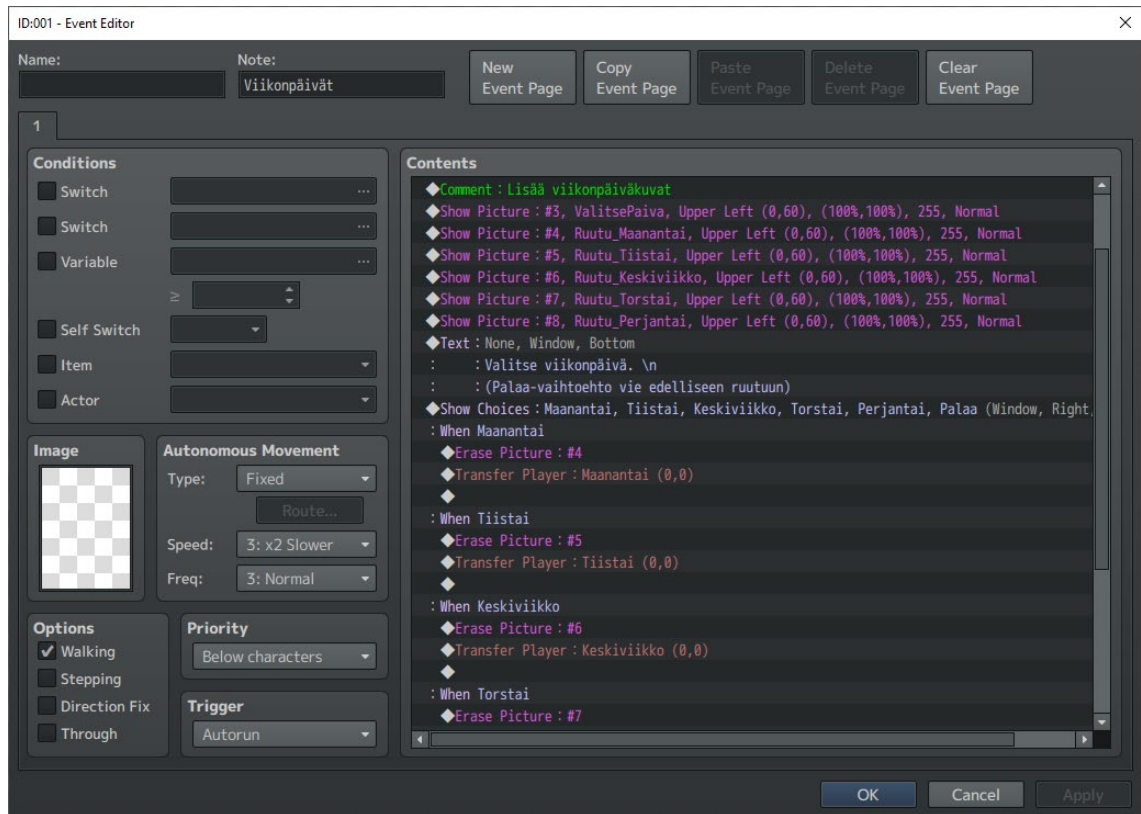 ID:001 - Event Editor
Name:
Note:
Viikonpäivät
New Event Page
Copy Event Page
Paste Event Page
Delete Event Page
Clear Event Page
1
Conditions
Switch ...
Switch ...
Variable ...
≥
Self Switch
Item
Actor
Image
Autonomous Movement
Type: Fixed
Route...
Speed: 3: x2 Slower
Freq: 3: Normal
Options
Walking
Stepping
Direction Fix
Through
Priority
Below characters
Trigger
Autorun
Contents
◆Comment：Lisää viikonpäiväkuvat
◆Show Picture：#3, ValitsePaiva, Upper Left (0,60), (100%,100%), 255, Normal
◆Show Picture：#4, Ruutu_Maanantai, Upper Left (0,60), (100%,100%), 255, Normal
◆Show Picture：#5, Ruutu_Tiistai, Upper Left (0,60), (100%,100%), 255, Normal
◆Show Picture：#6, Ruutu_Keskiviikko, Upper Left (0,60), (100%,100%), 255, Normal
◆Show Picture：#7, Ruutu_Torstai, Upper Left (0,60), (100%,100%), 255, Normal
◆Show Picture：#8, Ruutu_Perjantai, Upper Left (0,60), (100%,100%), 255, Normal
◆Text：None, Window, Bottom
：　　：Valitse viikonpäivä. \n
：　　：(Palaa-vaihtoehto vie edelliseen ruutuun)
◆Show Choices：Maanantai, Tiistai, Keskiviikko, Torstai, Perjantai, Palaa (Window, Right,
：When Maanantai
◆Erase Picture：#4
◆Transfer Player：Maanantai (0,0)
◆
：When Tiistai
◆Erase Picture：#5
◆Transfer Player：Tiistai (0,0)
◆
：When Keskiviikko
◆Erase Picture：#6
◆Transfer Player：Keskiviikko (0,0)
◆
：When Torstai
◆Erase Picture：#7
OK
Cancel
Apply